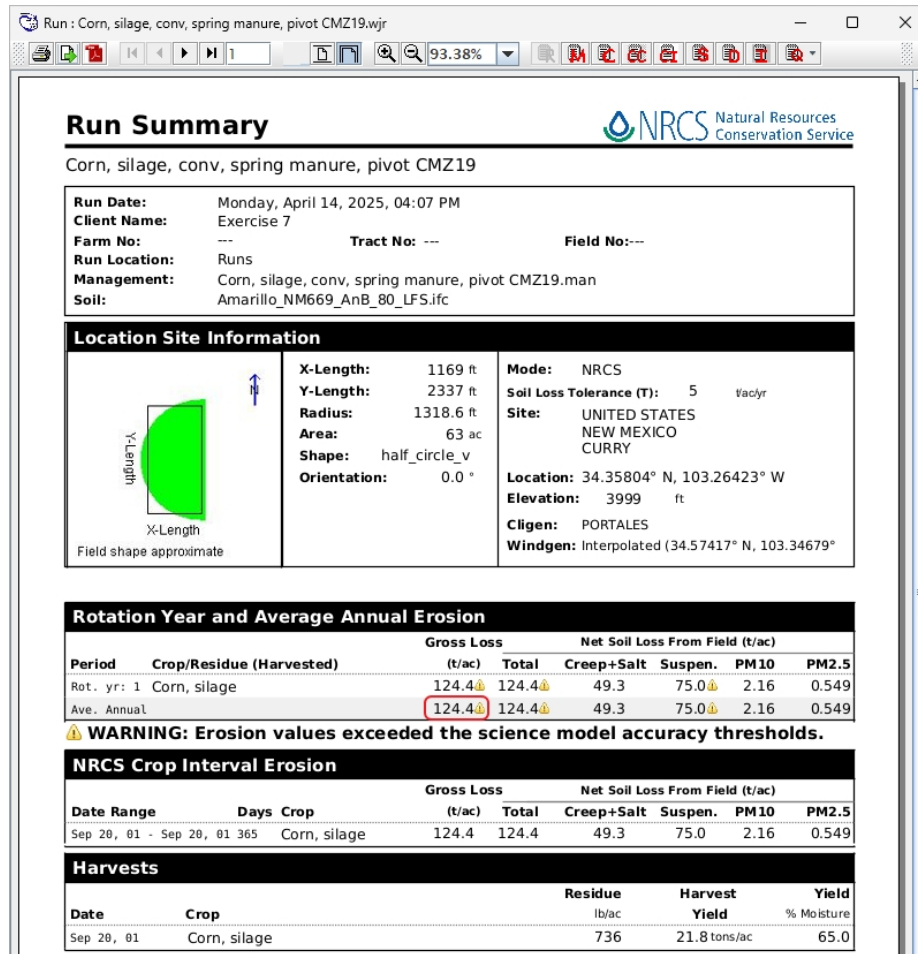 Run : Corn, silage, conv, spring manure, pivot CMZ19.wjr
1
93.38%
Run Summary
NRCS Natural Resources Conservation Service
Corn, silage, conv, spring manure, pivot CMZ19
Run Date: Monday, April 14, 2025, 04:07 PM
Client Name: Exercise 7
Farm No: --- Tract No: --- Field No:---
Run Location: Runs
Management: Corn, silage, conv, spring manure, pivot CMZ19.man
Soil: Amarillo_NM669_AnB_80_LFS.ifc
Location Site Information
N
Y-Length
X-Length
Field shape approximate
X-Length: 1169 ft
Y-Length: 2337 ft
Radius: 1318.6 ft
Area: 63 ac
Shape: half_circle_v
Orientation: 0.0 °
Mode: NRCS
Soil Loss Tolerance (T): 5 t/ac/yr
Site: UNITED STATES
NEW MEXICO
CURRY
Location: 34.35804° N, 103.26423° W
Elevation: 3999 ft
Cligen: PORTALES
Windgen: Interpolated (34.57417° N, 103.34679°
Rotation Year and Average Annual Erosion
Gross Loss Net Soil Loss From Field (t/ac)
Period Crop/Residue (Harvested) (t/ac) Total Creep+Salt Suspen. PM10 PM2.5
Rot. yr: 1 Corn, silage 124.4 124.4 49.3 75.0 2.16 0.549
Ave. Annual 124.4 124.4 49.3 75.0 2.16 0.549
WARNING: Erosion values exceeded the science model accuracy thresholds.
NRCS Crop Interval Erosion
Gross Loss Net Soil Loss From Field (t/ac)
Date Range Days Crop (t/ac) Total Creep+Salt Suspen. PM10 PM2.5
Sep 20, 01 - Sep 20, 01 365 Corn, silage 124.4 124.4 49.3 75.0 2.16 0.549
Harvests
Residue Harvest Yield
Date Crop lb/ac Yield % Moisture
Sep 20, 01 Corn, silage 736 21.8 tons/ac 65.0